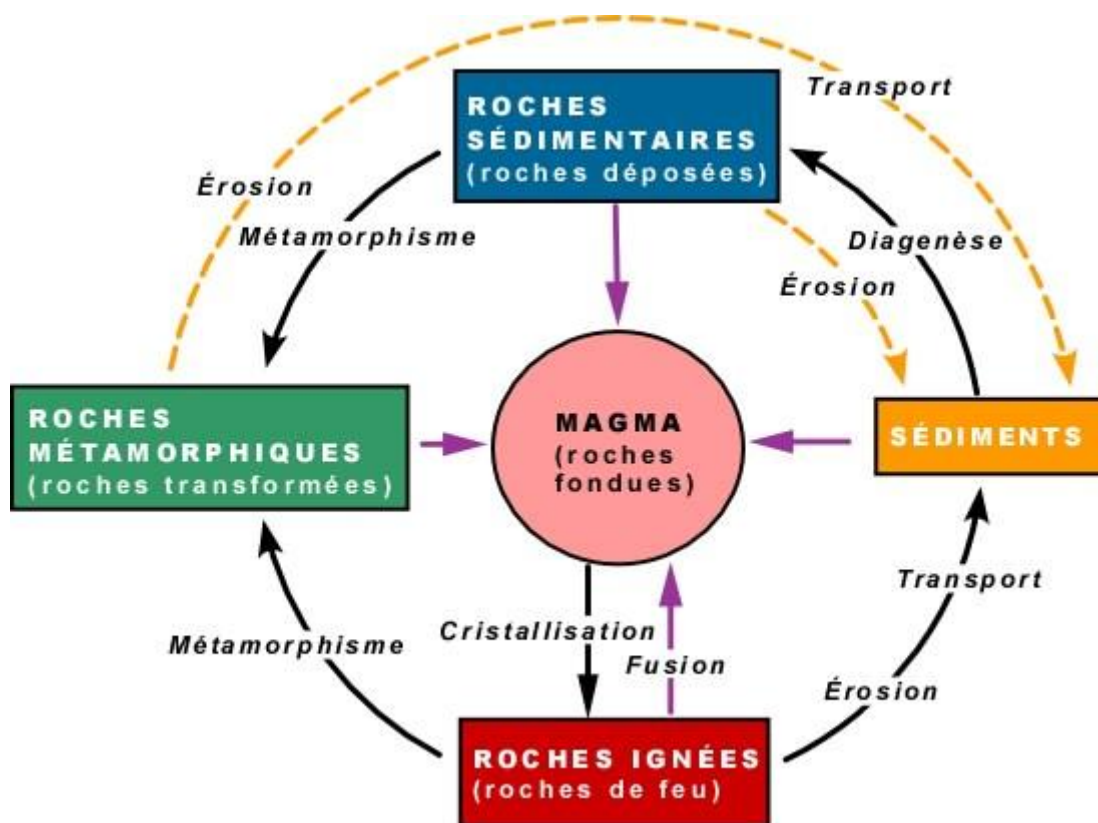 ROCHES
SÉDIMENTAIRES
(roches déposées)
Transport
Érosion
Métamorphisme
Diagenèse
Érosion
ROCHES
MÉTAMORPHIQUES
(roches transformées)
MAGMA
(roches
fondues)
SÉDIMENTS
Transport
Cristallisation
Métamorphisme
Fusion
Érosion
ROCHES IGNÉES
(roches de feu)